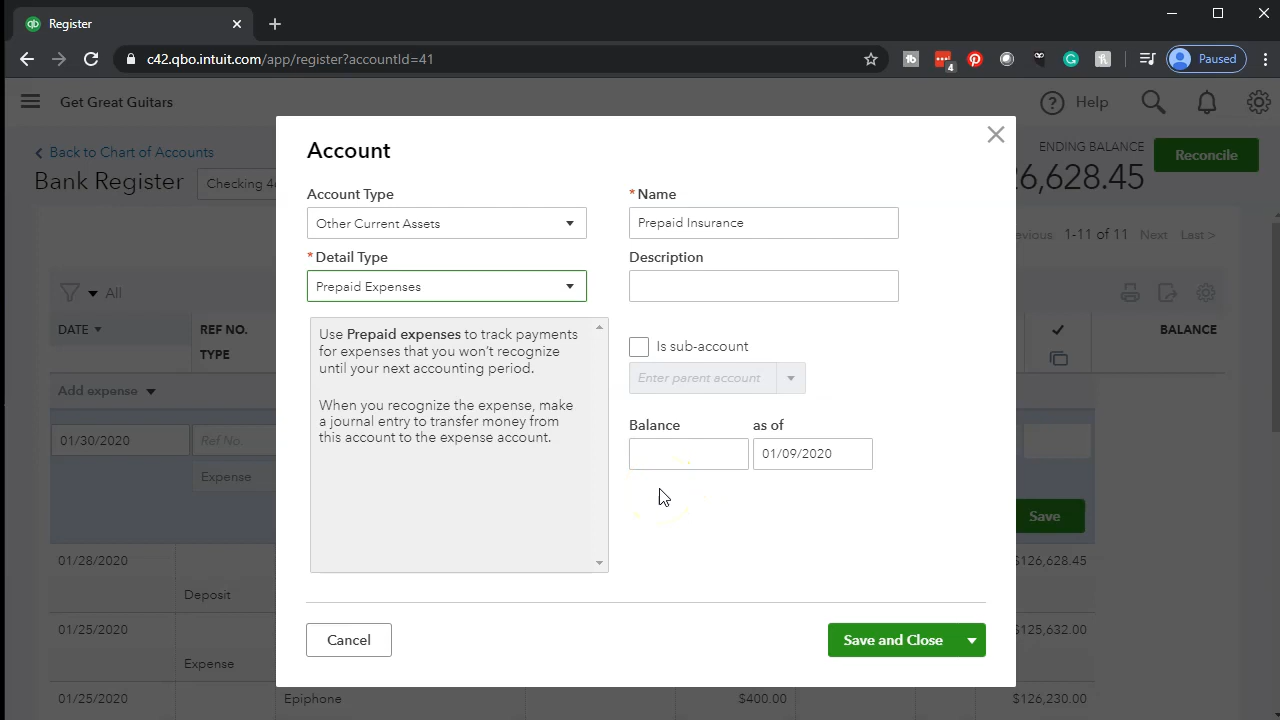 Register
c42.qbo.intuit.com/app/register?accountId=41
4
Paused
Get Great Guitars
Help
Back to Chart of Accounts
Bank Register
Checking
ENDING BALANCE
6,628.45
Reconcile
1-11 of 11 Next Last >
All
DATE
REF NO.
TYPE
BALANCE
Add expense
01/30/2020
Ref No.
Expense
Save
01/28/2020
$126,628.45
Deposit
01/25/2020
$125,632.00
Expense
01/25/2020
Epiphone
$400.00
$126,230.00
Account
Account Type
Other Current Assets
* Detail Type
Prepaid Expenses
Use Prepaid expenses to track payments
for expenses that you won't recognize
until your next accounting period.
When you recognize the expense, make
a journal entry to transfer money from
this account to the expense account.
* Name
Prepaid Insurance
Description
Is sub-account
Enter parent account
Balance
as of
01/09/2020
Cancel
Save and Close